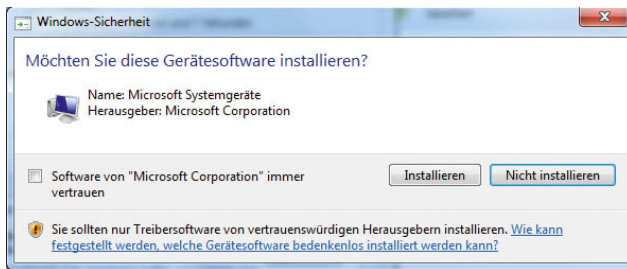 Windows-Sicherheit
Möchten Sie diese Gerätesoftware installieren?
Name: Microsoft Systemgeräte
Herausgeber: Microsoft Corporation
Software von "Microsoft Corporation" immer
vertrauen
Installieren
Nicht installieren
Sie sollten nur Treibersoftware von vertrauenswürdigen Herausgebern installieren. Wie kann
festgestellt werden, welche Gerätesoftware bedenkenlos installiert werden kann?